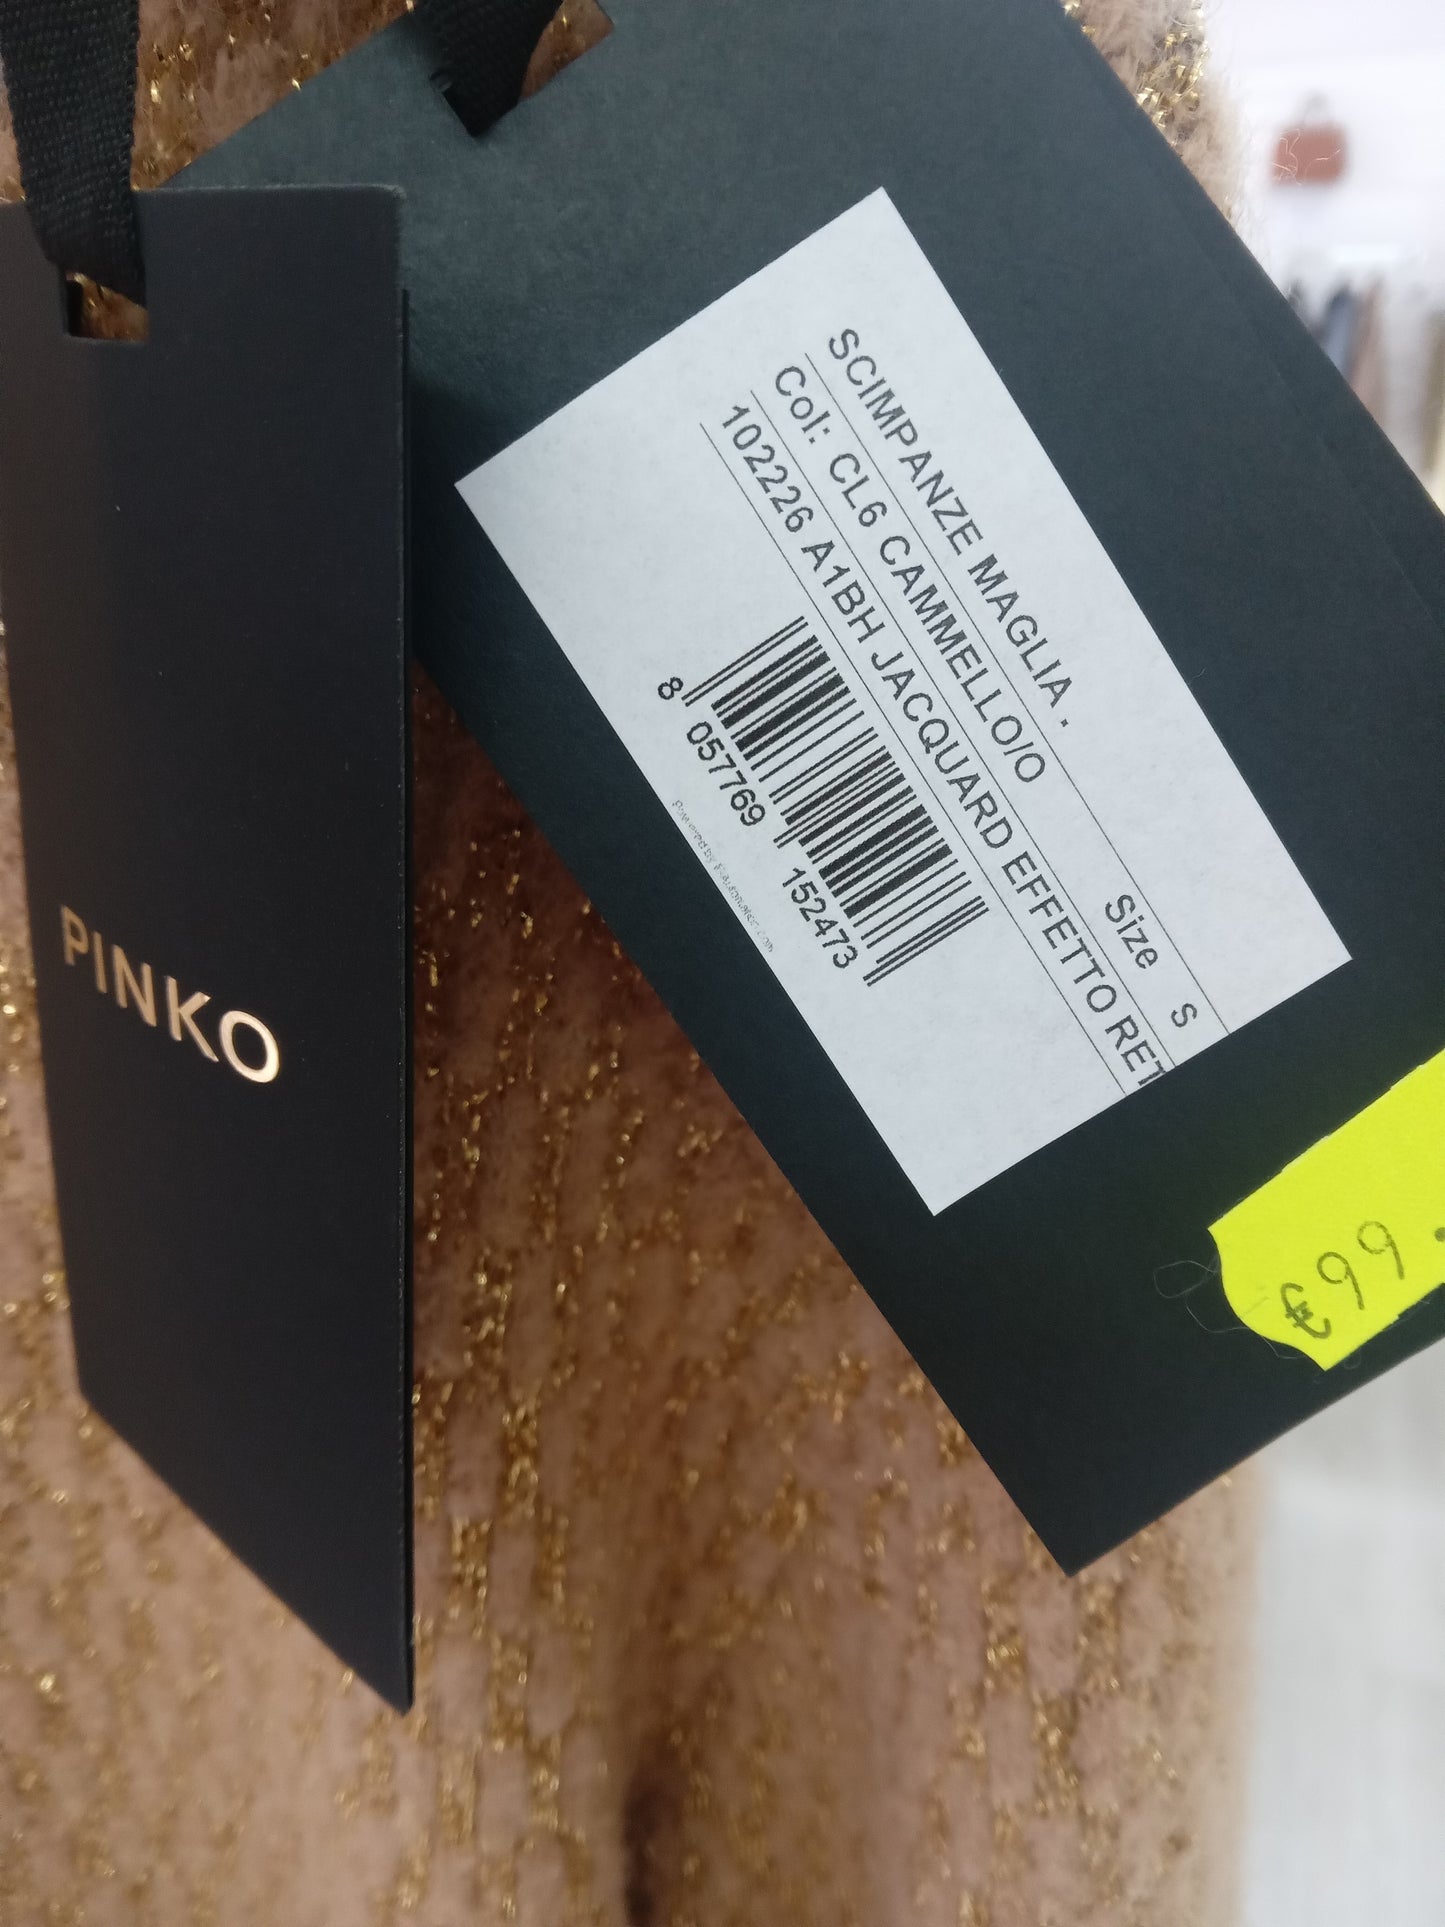 PINKO
SCIMPANZE MAGLIA .
Col: CL6 CAMMELLO/O Size S
102226 A1BH JACQUARD EFFETTO RET
8 057769 152473
€99.